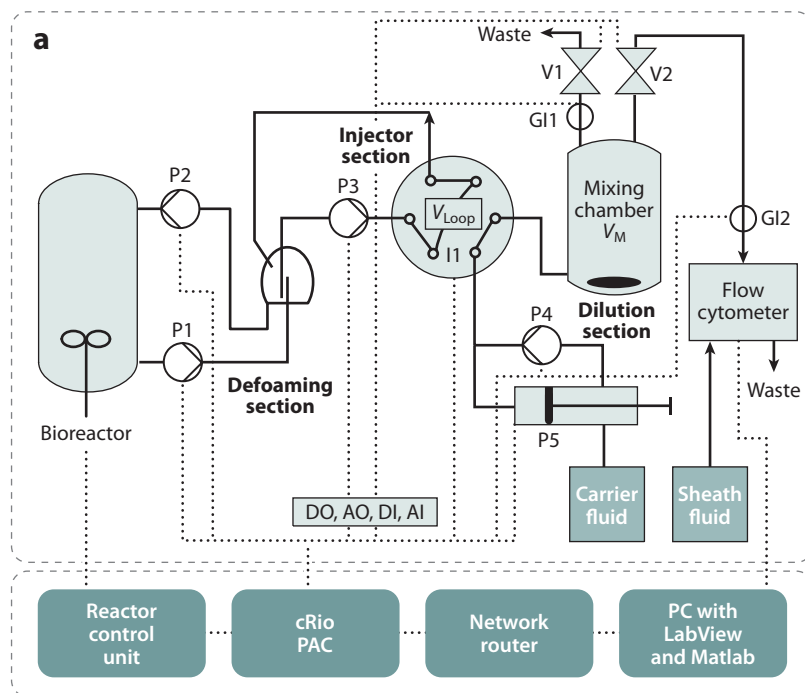 a
Waste
V1
V2
GI1
Injector
section
P2
P3
Mixing
chamber
V_M
V_Loop
GI2
I1
Flow
cytometer
P1
P4
Dilution
section
Defoaming
section
Waste
Bioreactor
P5
DO, AO, DI, AI
Carrier
fluid
Sheath
fluid
Reactor
control
unit
cRio
PAC
Network
router
PC with
LabView
and Matlab